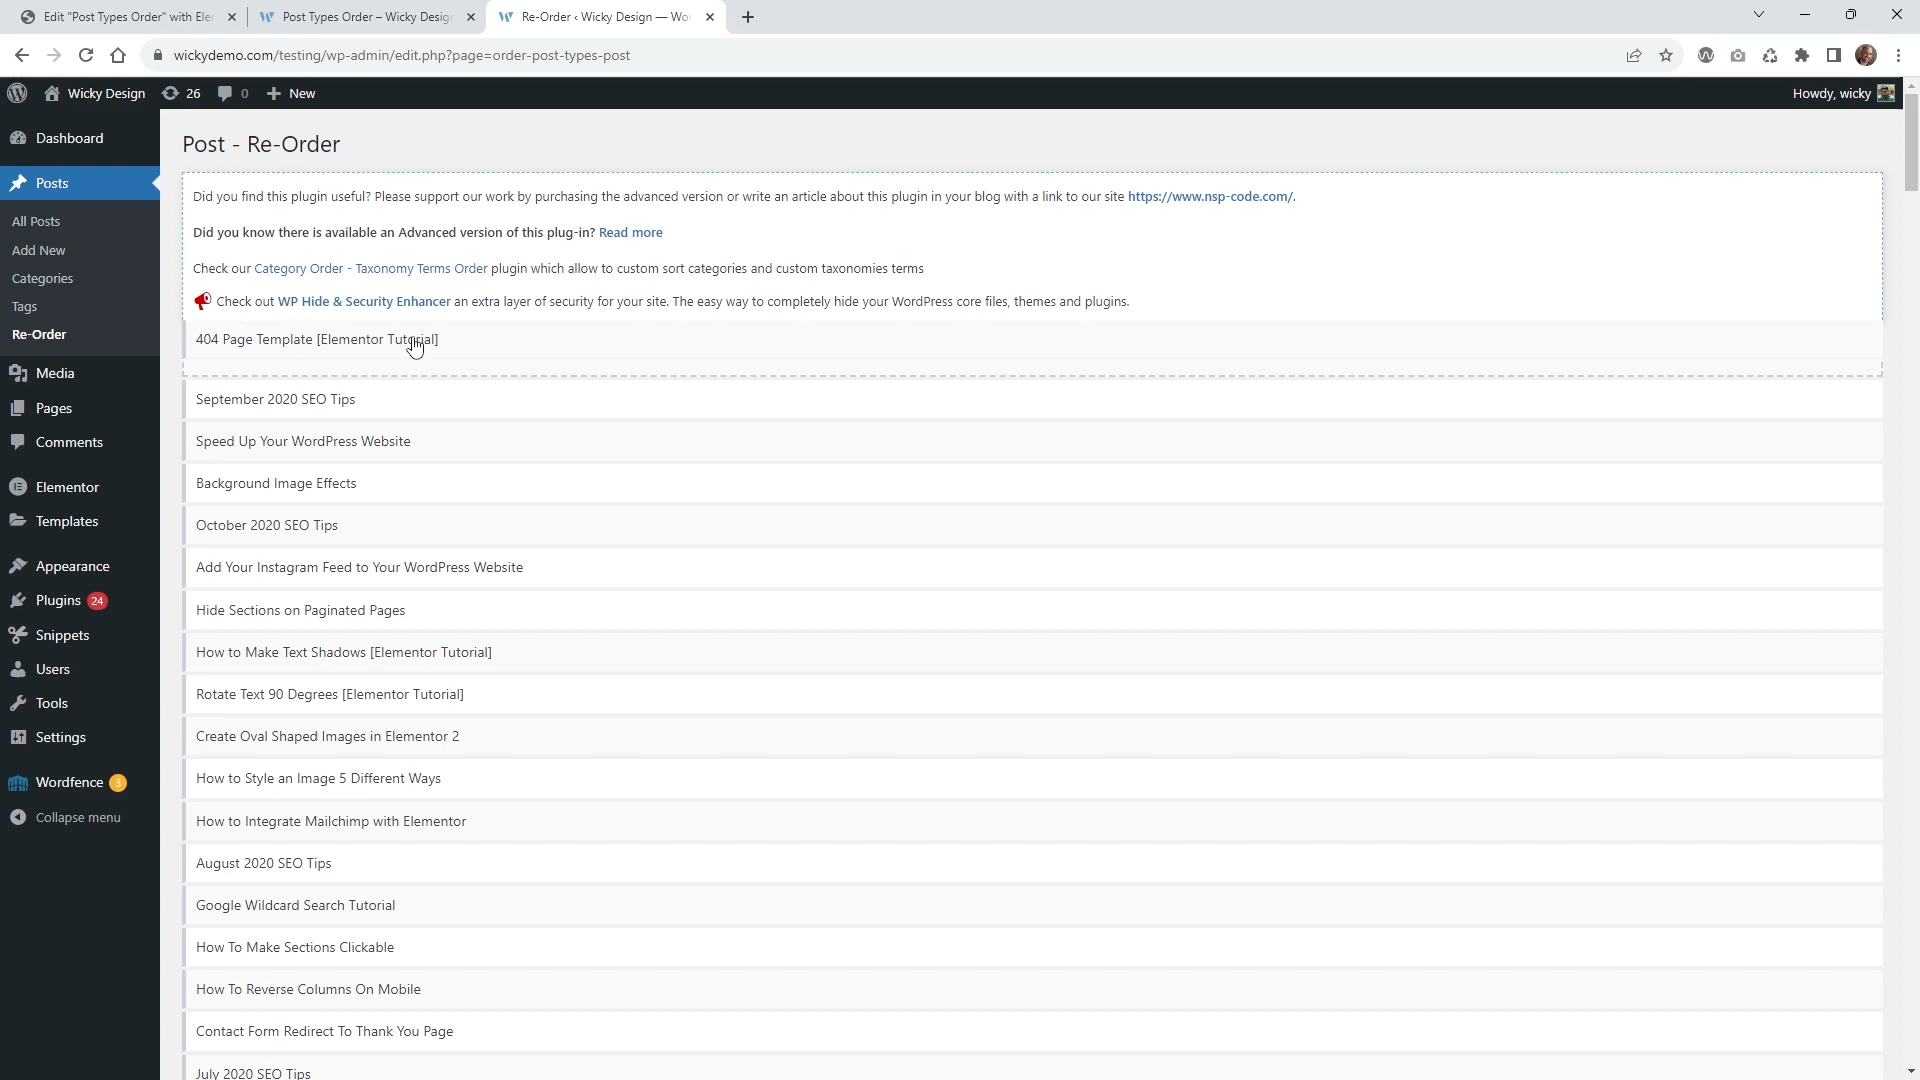 Edit "Post Types Order" with Ele
Post Types Order – Wicky Desig
Re-Order ‹ Wicky Design — Wor
wickydemo.com/testing/wp-admin/edit.php?page=order-post-types-post
Wicky Design
26
0
New
Howdy, wicky
Dashboard
Posts
All Posts
Add New
Categories
Tags
Re-Order
Media
Pages
Comments
Elementor
Templates
Appearance
Plugins 24
Snippets
Users
Tools
Settings
Wordfence 3
Collapse menu
Post - Re-Order
Did you find this plugin useful? Please support our work by purchasing the advanced version or write an article about this plugin in your blog with a link to our site https://www.nsp-code.com/.
Did you know there is available an Advanced version of this plug-in? Read more
Check our Category Order - Taxonomy Terms Order plugin which allow to custom sort categories and custom taxonomies terms
Check out WP Hide & Security Enhancer an extra layer of security for your site. The easy way to completely hide your WordPress core files, themes and plugins.
404 Page Template [Elementor Tutorial]
September 2020 SEO Tips
Speed Up Your WordPress Website
Background Image Effects
October 2020 SEO Tips
Add Your Instagram Feed to Your WordPress Website
Hide Sections on Paginated Pages
How to Make Text Shadows [Elementor Tutorial]
Rotate Text 90 Degrees [Elementor Tutorial]
Create Oval Shaped Images in Elementor 2
How to Style an Image 5 Different Ways
How to Integrate Mailchimp with Elementor
August 2020 SEO Tips
Google Wildcard Search Tutorial
How To Make Sections Clickable
How To Reverse Columns On Mobile
Contact Form Redirect To Thank You Page
July 2020 SEO Tips